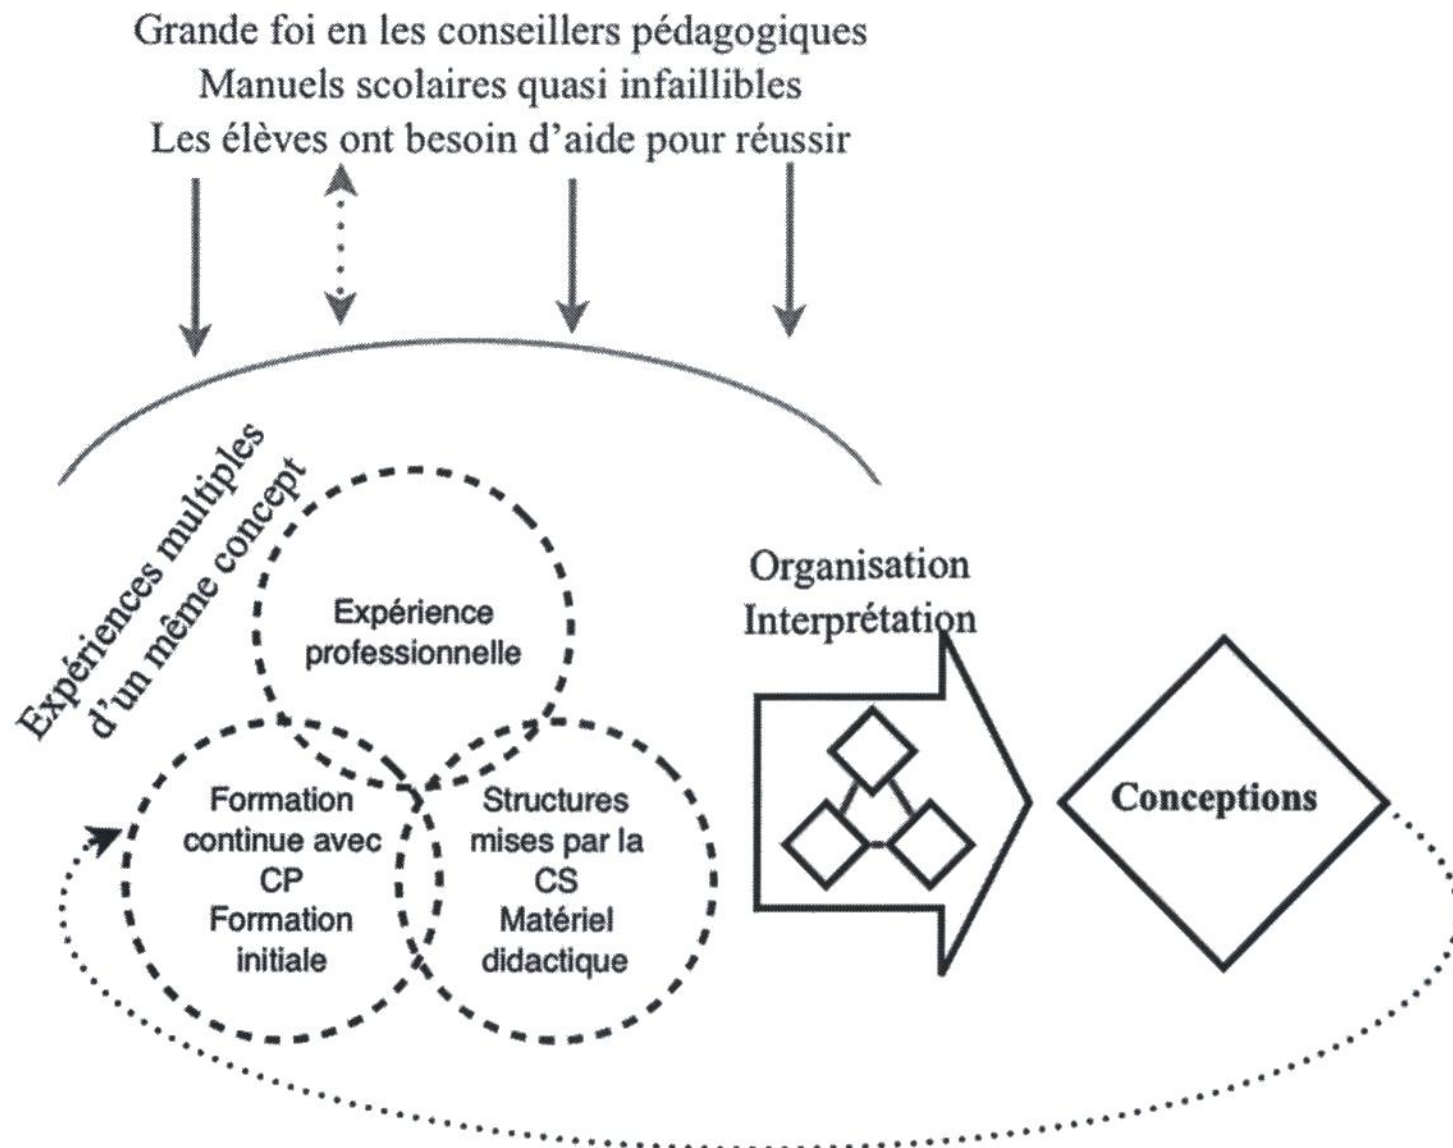 Grande foi en les conseillers pédagogiques
Manuels scolaires quasi infaillibles
Les élèves ont besoin d'aide pour réussir
Expériences multiples
d'un même concept
Expérience
professionnelle
Formation
continue avec
CP
Formation
initiale
Structures
mises par la
CS
Matériel
didactique
Organisation
Interprétation
Conceptions